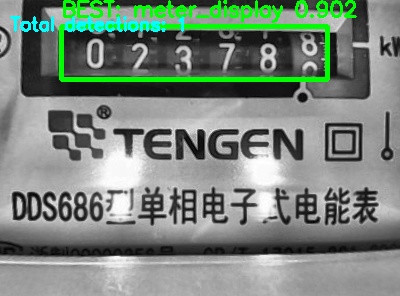 BEST: meter_display 0.902
Total detections: 1
0 2 3 7 8 8
kW
® TENGEN
DDS686型单相电子式电能表